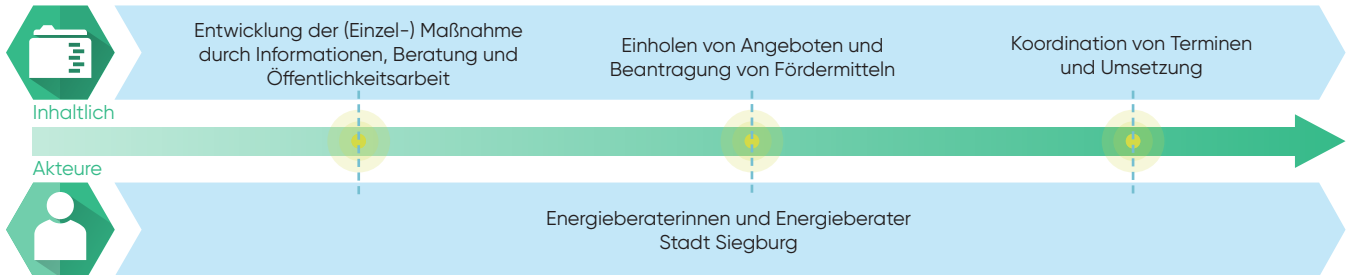 Entwicklung der (Einzel-) Maßnahme
durch Informationen, Beratung und
Öffentlichkeitsarbeit
Einholen von Angeboten und
Beantragung von Fördermitteln
Koordination von Terminen
und Umsetzung
Inhaltlich
Akteure
Energieberaterinnen und Energieberater
Stadt Siegburg